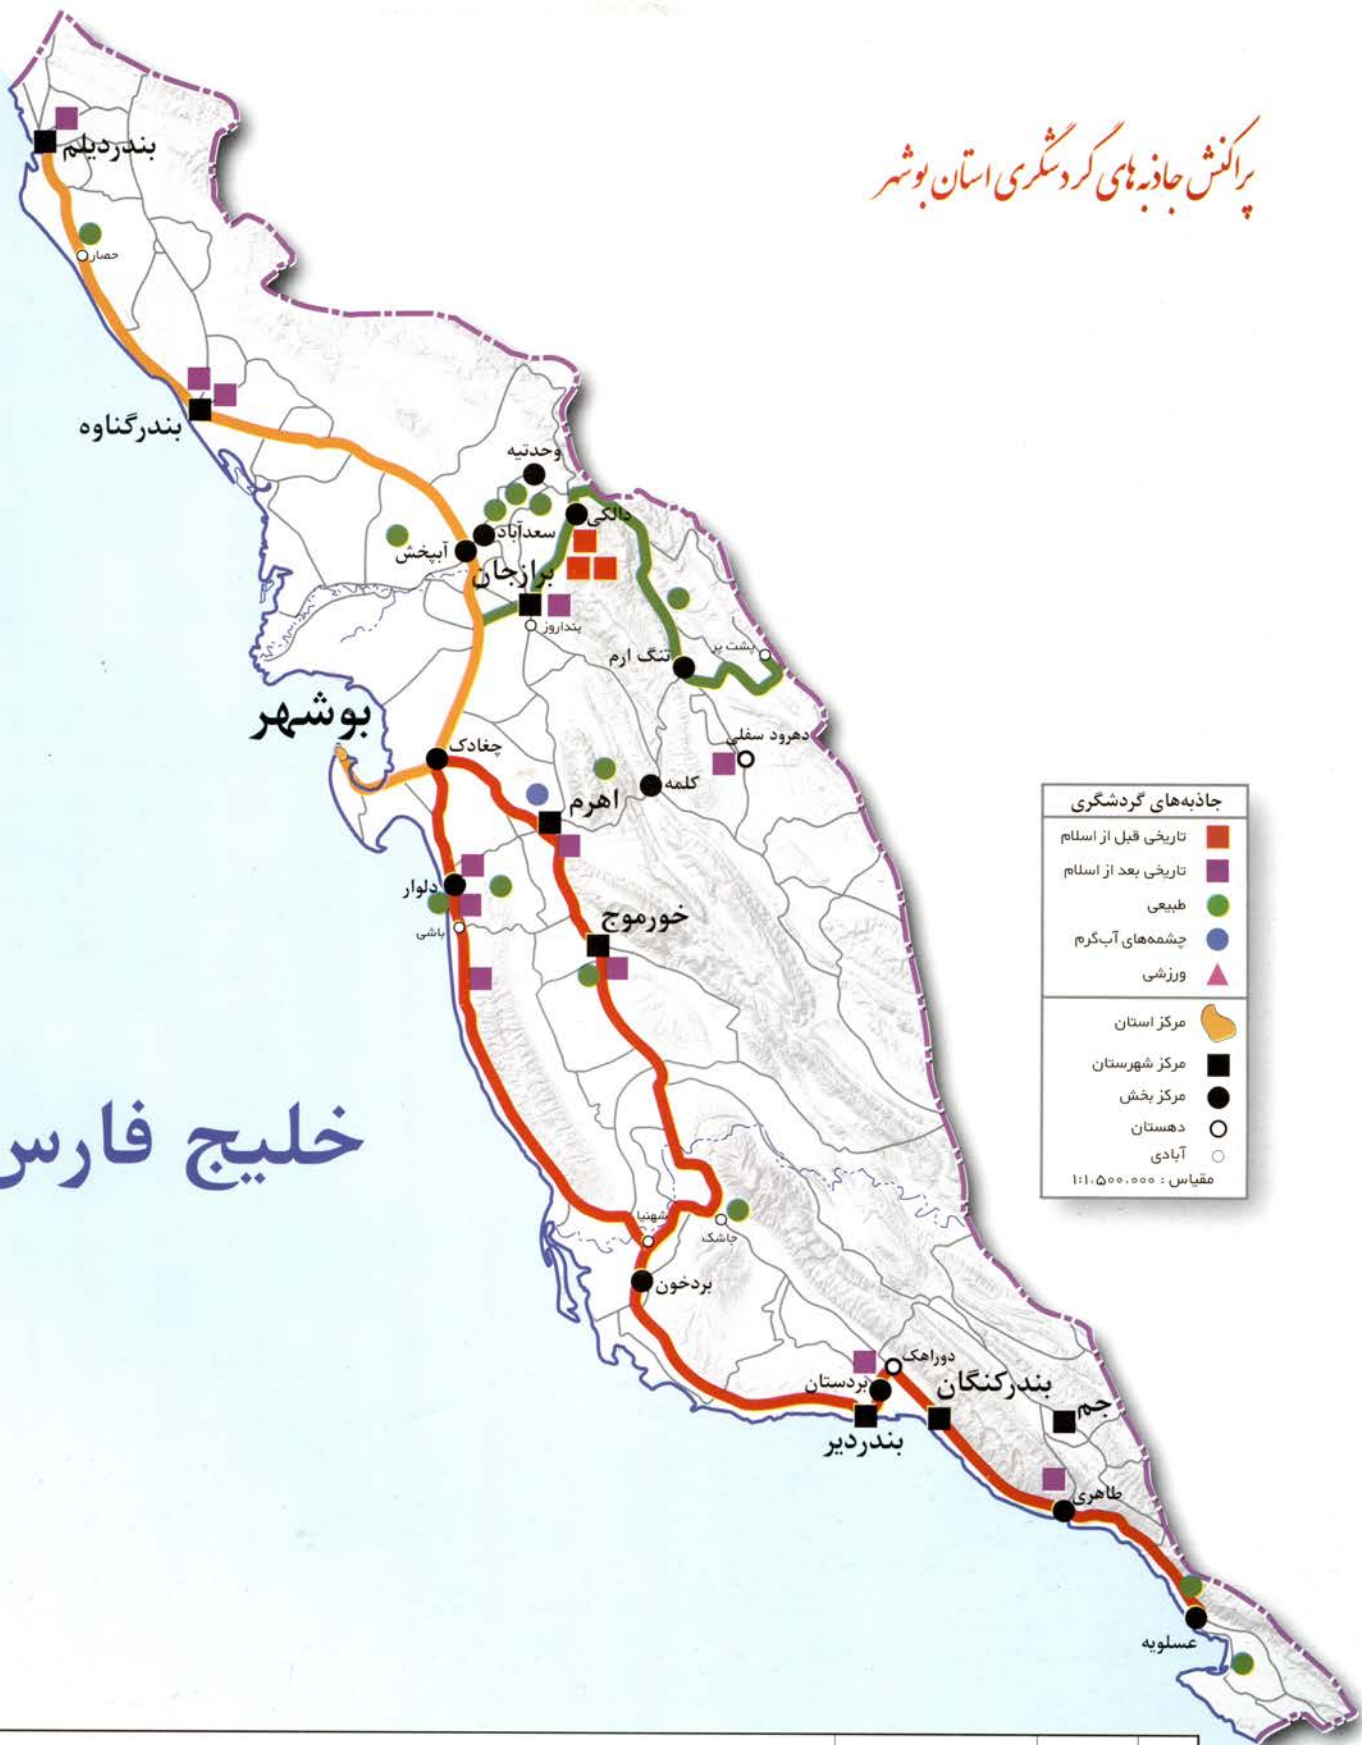 پراکنش جاذبه‌های گردشگری استان بوشهر
بندردیلم
حصار
بندرگناوه
وحدتیه
دالکی
سعدآباد
آبپخش
برازجان
بنداروز
تنگ ارم
پشت پر
بوشهر
چغادک
دهرود سفلی
کلمه
اهرم
دلوار
باشی
خورموج
خلیج فارس
شهنیا
جاشک
بردخون
دوراهک
بردستان
بندرکنگان
جم
بندردیر
طاهری
عسلویه
جاذبه‌های گردشگری
تاریخی قبل از اسلام
تاریخی بعد از اسلام
طبیعی
چشمه‌های آب‌گرم
ورزشی
مرکز استان
مرکز شهرستان
مرکز بخش
دهستان
آبادی
مقیاس : ۱:۱،۵۰۰،۰۰۰